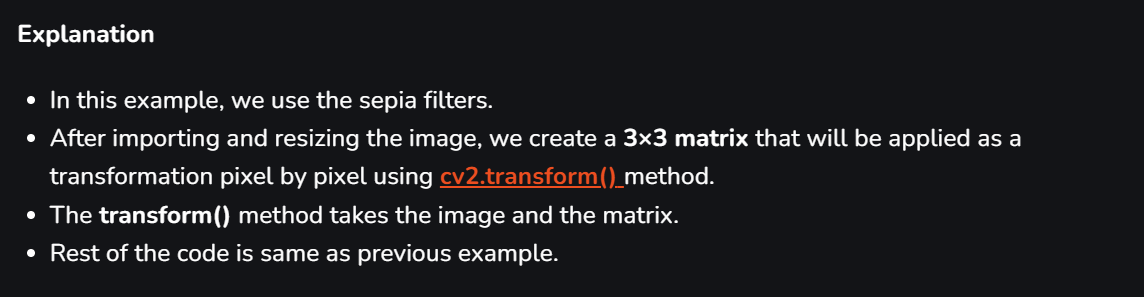 Explanation
• In this example, we use the sepia filters.
• After importing and resizing the image, we create a 3×3 matrix that will be applied as a
transformation pixel by pixel using cv2.transform() method.
• The transform() method takes the image and the matrix.
• Rest of the code is same as previous example.